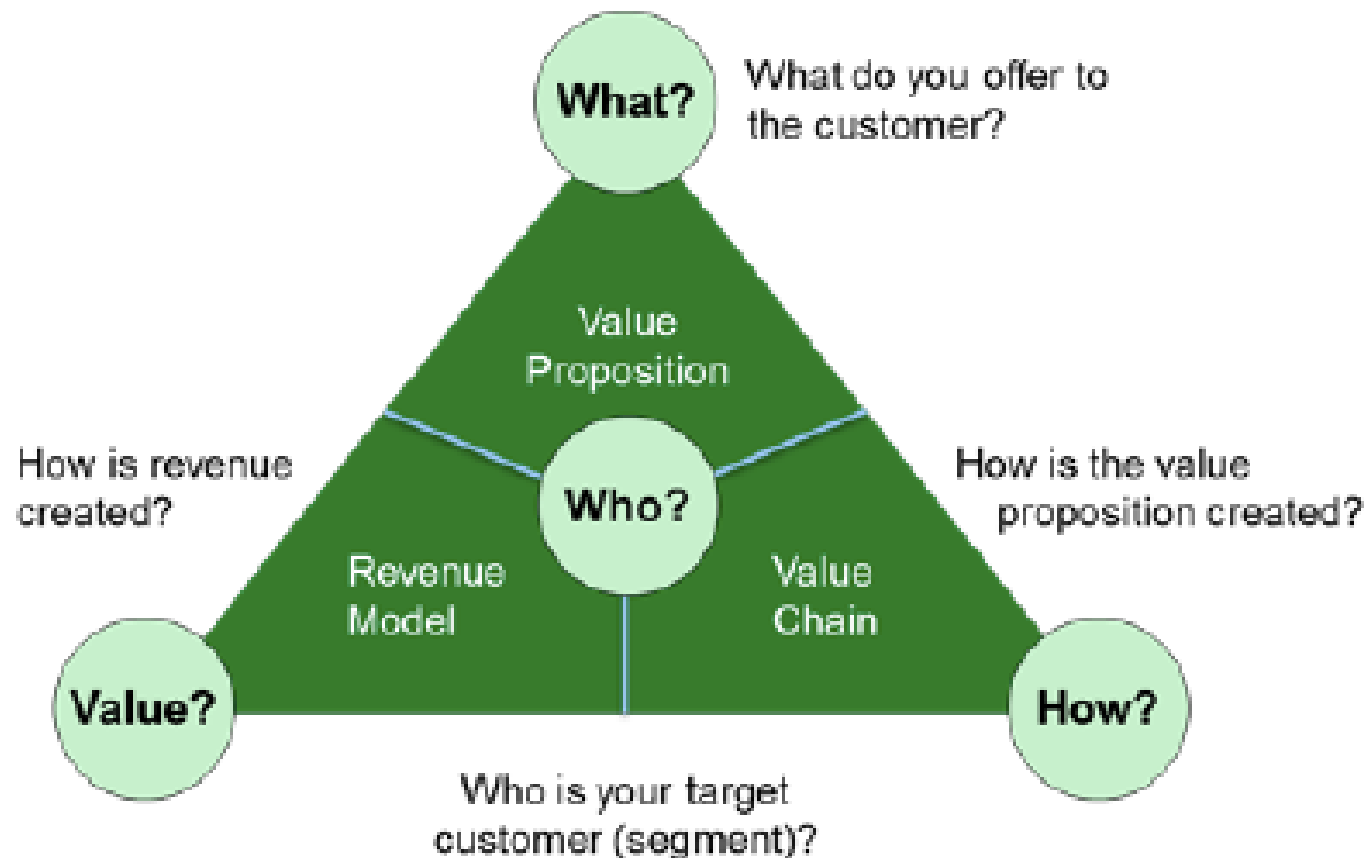 What?
What do you offer to
the customer?
Value
Proposition
How is revenue
created?
Who?
How is the value
proposition created?
Revenue
Model
Value
Chain
Value?
How?
Who is your target
customer (segment)?